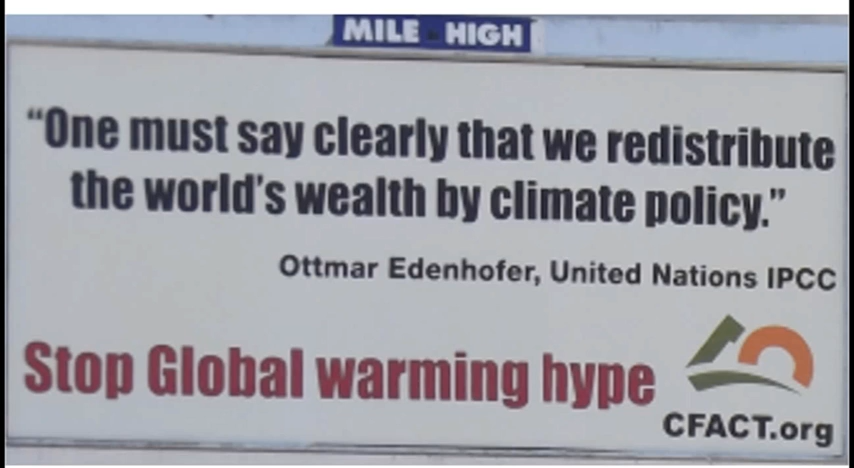 MILE - HIGH
“One must say clearly that we redistribute
the world’s wealth by climate policy.”
Ottmar Edenhofer, United Nations IPCC
Stop Global warming hype
CFACT.org